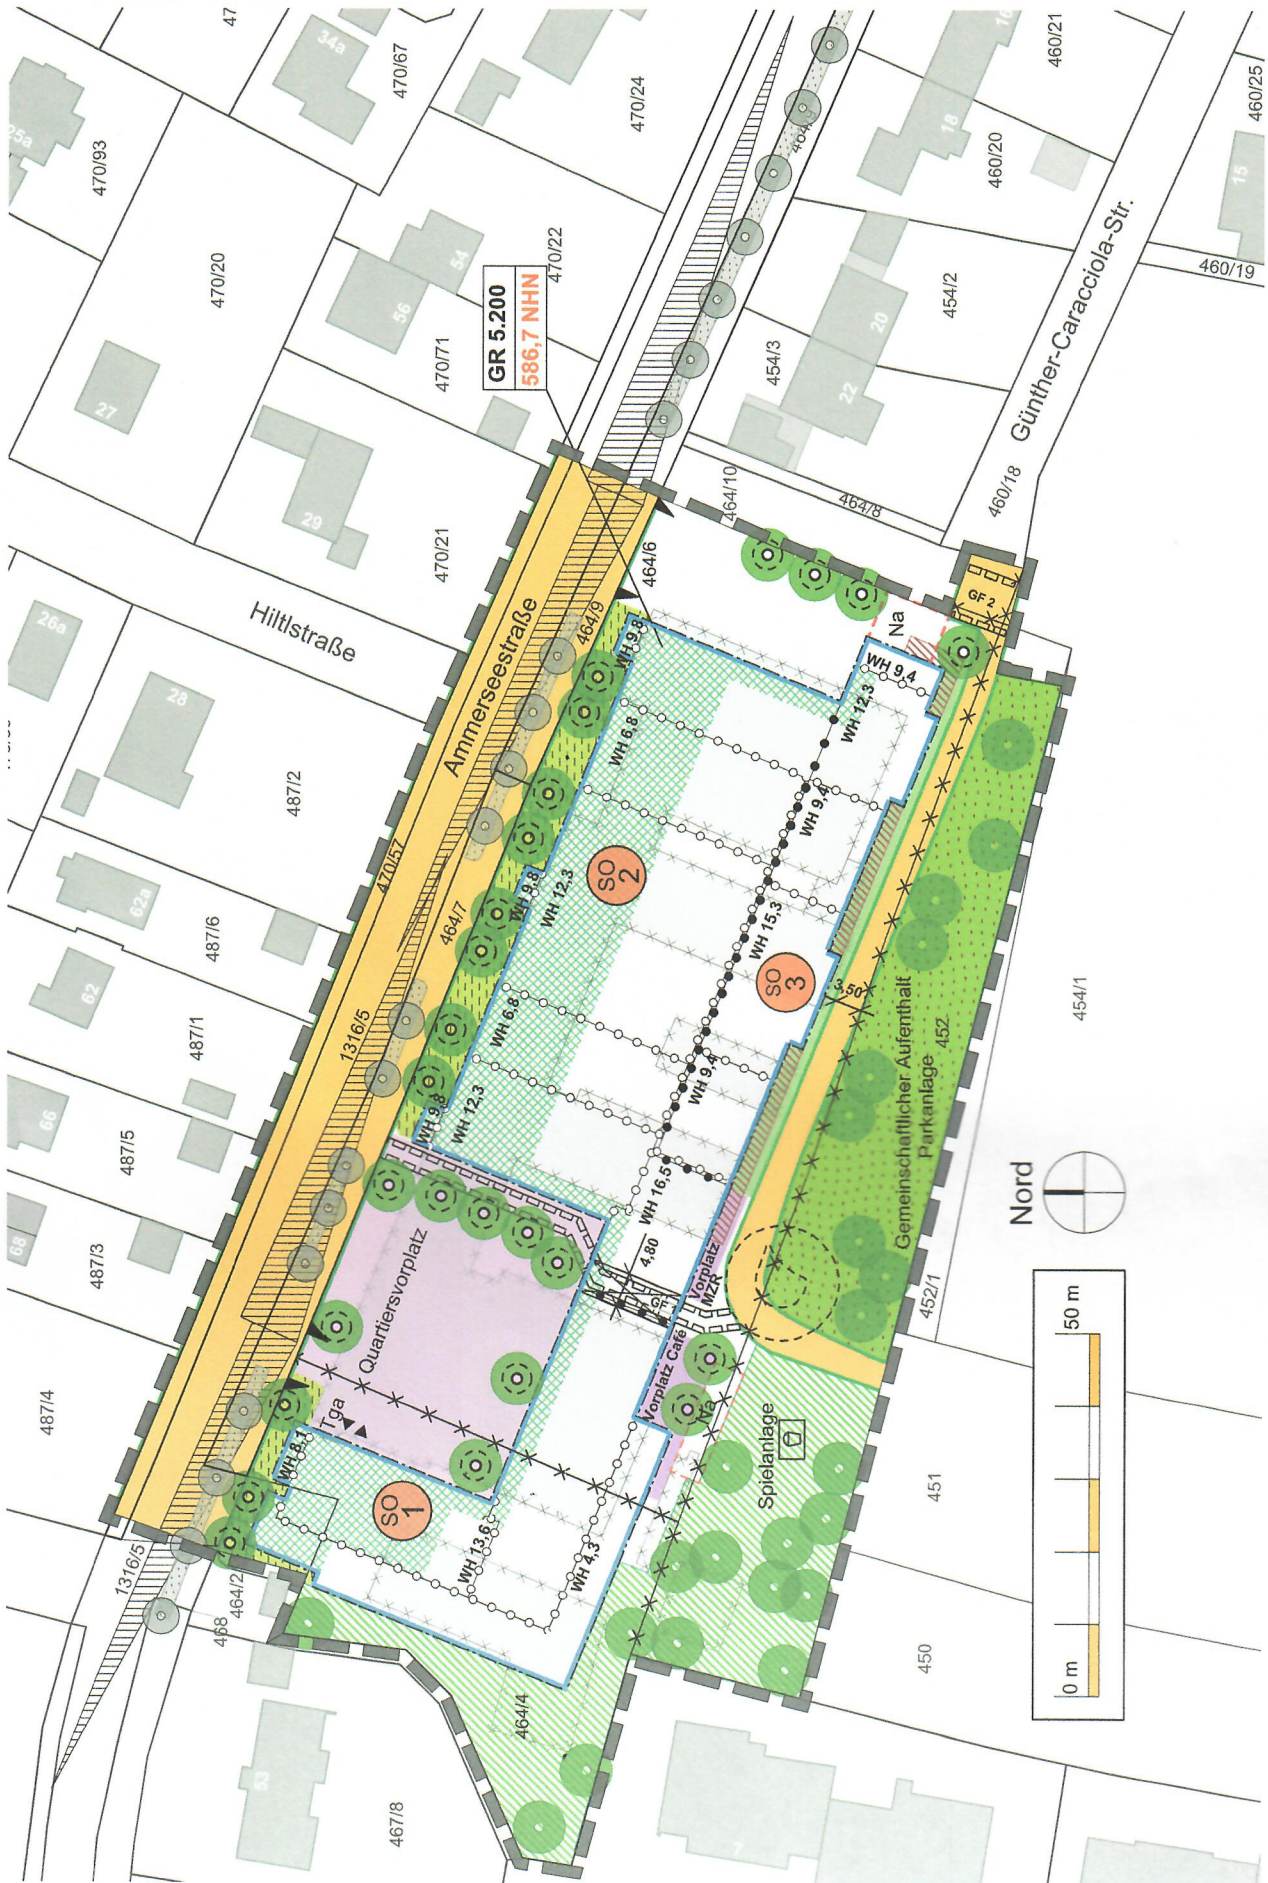 47
34a
470/67
25a
470/93
470/24
16
460/21
460/25
18
460/20
15
460/19
470/20
54
470/22
56
470/71
GR 5.200
586,7 NHN
27
29
470/21
454/2
20
454/3
22
Günther-Caracciola-Str.
464/10
464/8
460/18
464/6
26a
Hiltlstraße
28
487/2
Ammerseestraße
464/9
470/57
464/7
1316/5
62a
487/6
62
487/1
66
487/5
68
487/3
487/4
GF 2
Na
WH 9,8
WH 9,4
WH 12,3
WH 6,8
WH 9,4
SO
2
WH 9,8
WH 12,3
WH 15,3
SO
3
3,50
WH 6,8
WH 9,4
WH 9,8
WH 12,3
WH 16,5
4,80
Gemeinschaftlicher Aufenthalt
Parkanlage
452
454/1
452/1
Quartiersvorplatz
Vorplatz
MZR
Vorplatz Café
Na
Tga
WH 8,1
SO
1
WH 13,6
WH 4,3
Spielanlage
451
450
1316/5
464/2
468
464/4
53
467/8
7
Nord
0 m
50 m